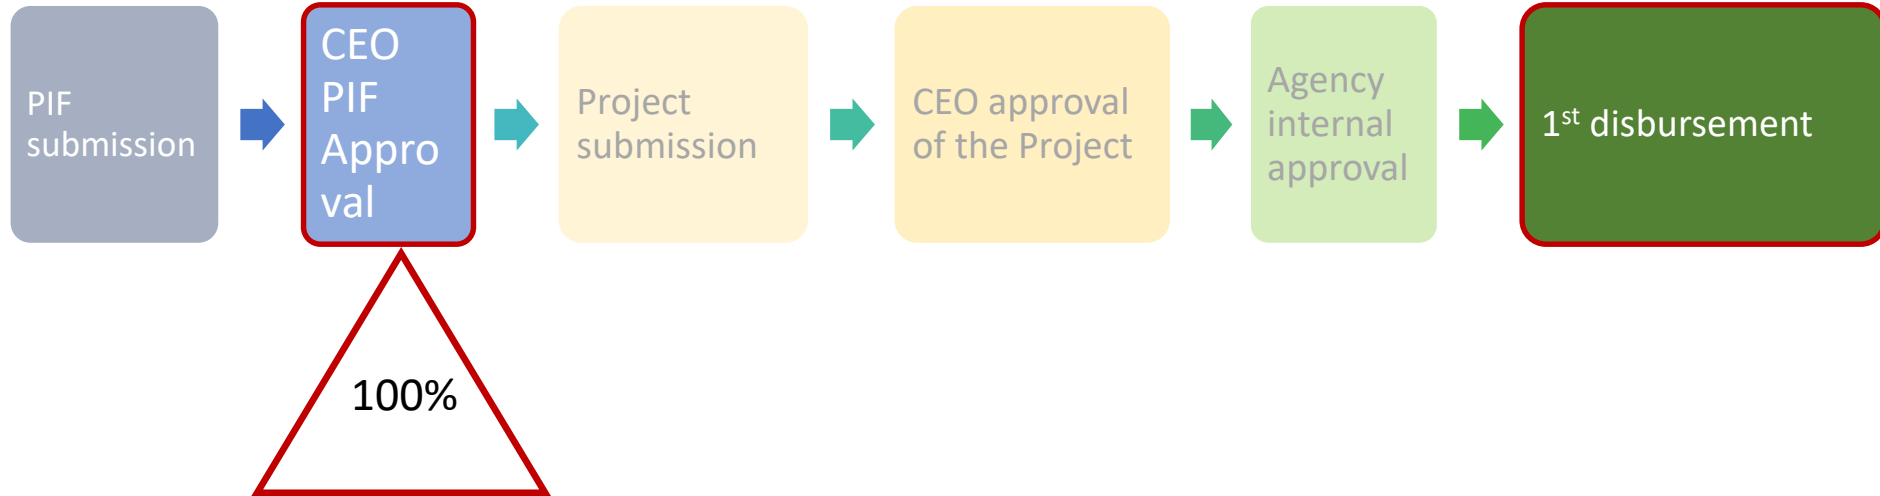 PIF
submission
CEO
PIF
Appro
val
Project
submission
CEO approval
of the Project
Agency
internal
approval
1st disbursement
100%